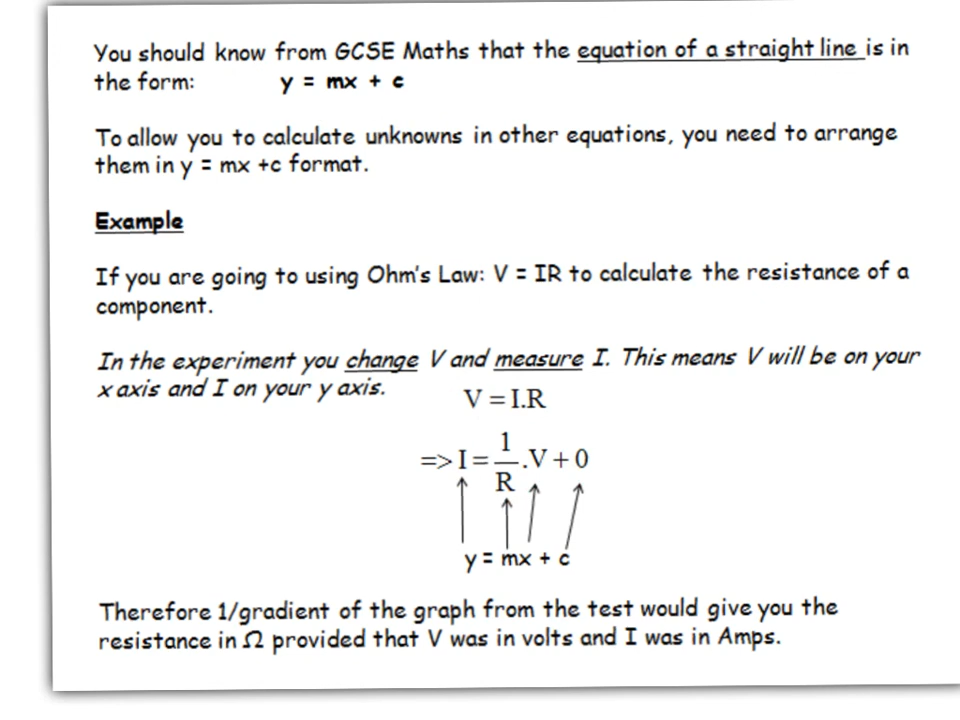 You should know from GCSE Maths that the equation of a straight line is in
the form: y = mx + c
To allow you to calculate unknowns in other equations, you need to arrange
them in y = mx +c format.
Example
If you are going to using Ohm's Law: V = IR to calculate the resistance of a
component.
In the experiment you change V and measure I. This means V will be on your
x axis and I on your y axis.
V = I.R
=> I = 1/R .V + 0
y = mx + c
Therefore 1/gradient of the graph from the test would give you the
resistance in Ω provided that V was in volts and I was in Amps.